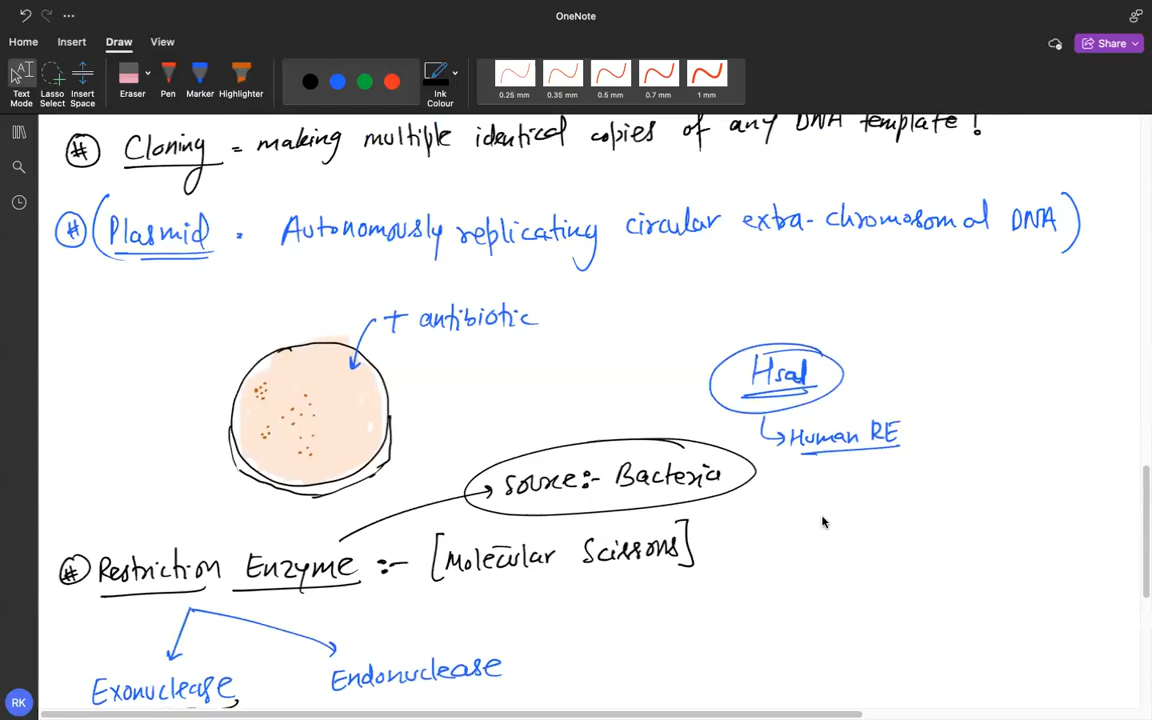 OneNote
Home Insert Draw View
Share
Text Mode
Lasso Select
Insert Space
Eraser
Pen
Marker
Highlighter
Ink Colour
0.25 mm
0.35 mm
0.5 mm
0.7 mm
1 mm
# Cloning = making multiple identical copies of any DNA template!
# (Plasmid = Autonomously replicating circular extra-chromosomal DNA)
+ antibiotic
HsaI
Human RE
Source:- Bacteria
# Restriction Enzyme :- [Molecular Scissors]
Exonuclease, Endonuclease
RK